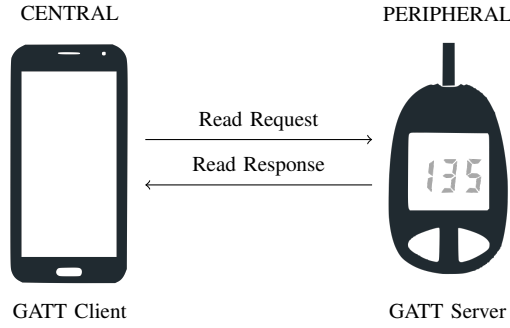 CENTRAL
PERIPHERAL
Read Request
Read Response
135
GATT Client
GATT Server